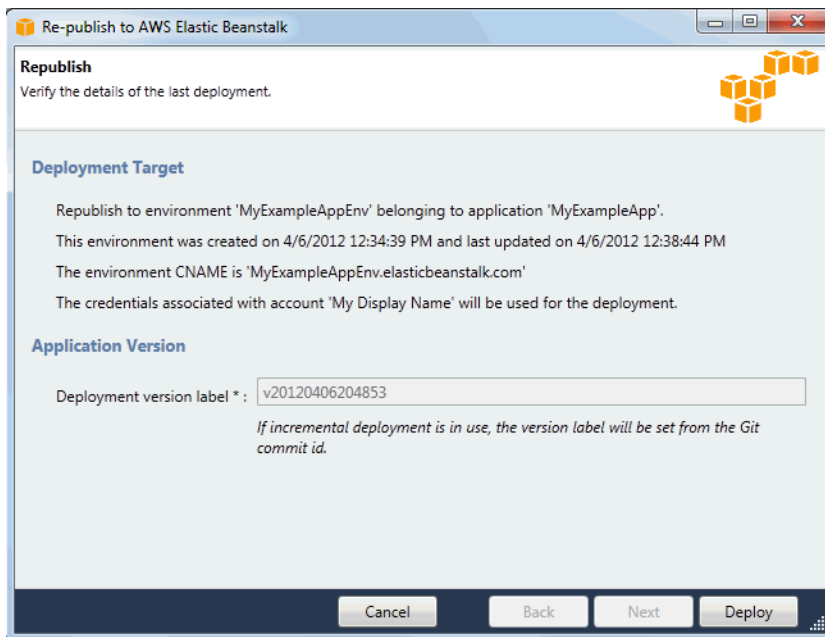 Re-publish to AWS Elastic Beanstalk
Republish
Verify the details of the last deployment.
Deployment Target
Republish to environment 'MyExampleAppEnv' belonging to application 'MyExampleApp'.
This environment was created on 4/6/2012 12:34:39 PM and last updated on 4/6/2012 12:38:44 PM
The environment CNAME is 'MyExampleAppEnv.elasticbeanstalk.com'
The credentials associated with account 'My Display Name' will be used for the deployment.
Application Version
Deployment version label * : v20120406204853
If incremental deployment is in use, the version label will be set from the Git
commit id.
Cancel Back Next Deploy